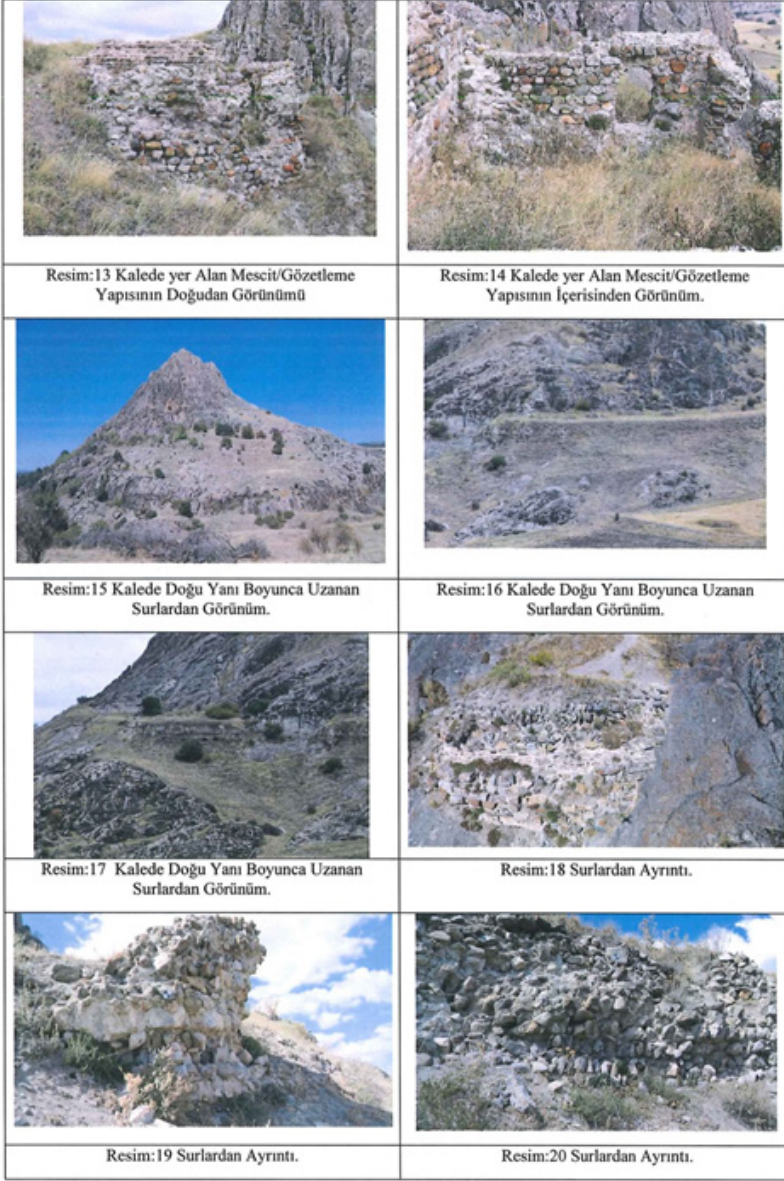 Resim:13 Kalede yer Alan Mescit/Gözetleme
Yapısının Doğudan Görünümü
Resim:14 Kalede yer Alan Mescit/Gözetleme
Yapısının İçerisinden Görünüm.
Resim:15 Kalede Doğu Yanı Boyunca Uzanan
Surlardan Görünüm.
Resim:16 Kalede Doğu Yanı Boyunca Uzanan
Surlardan Görünüm.
Resim:17 Kalede Doğu Yanı Boyunca Uzanan
Surlardan Görünüm.
Resim:18 Surlardan Ayrıntı.
Resim:19 Surlardan Ayrıntı.
Resim:20 Surlardan Ayrıntı.